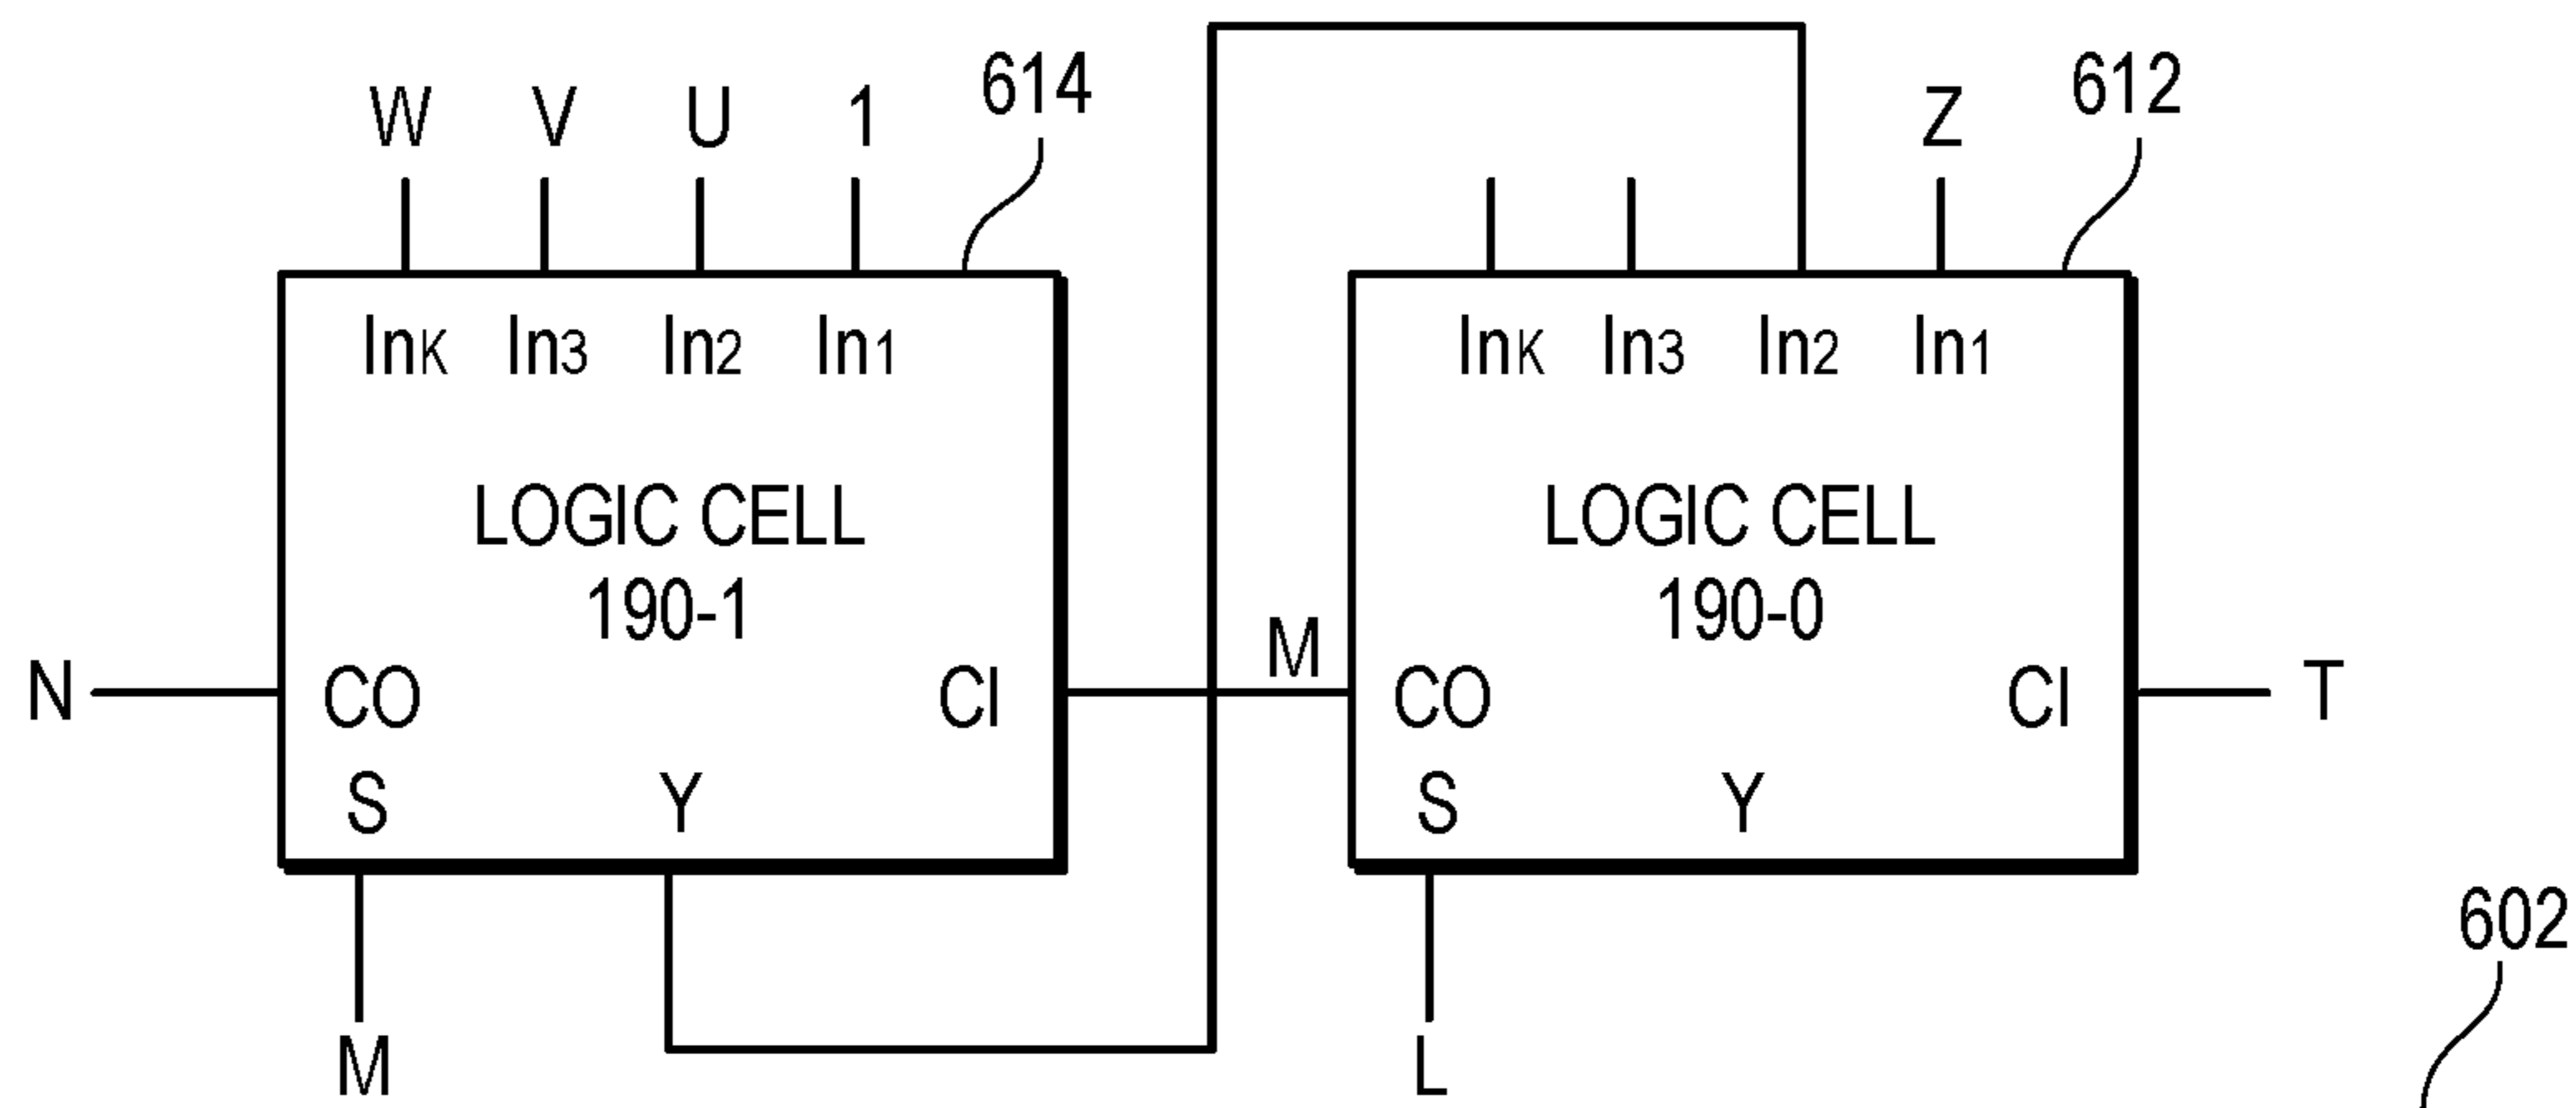 W V U 1 614 Z 612
InK In3 In2 In1 InK In3 In2 In1
LOGIC CELL LOGIC CELL
190-1 190-0
M
N CO CI CO CI T
S Y S Y
602
M L